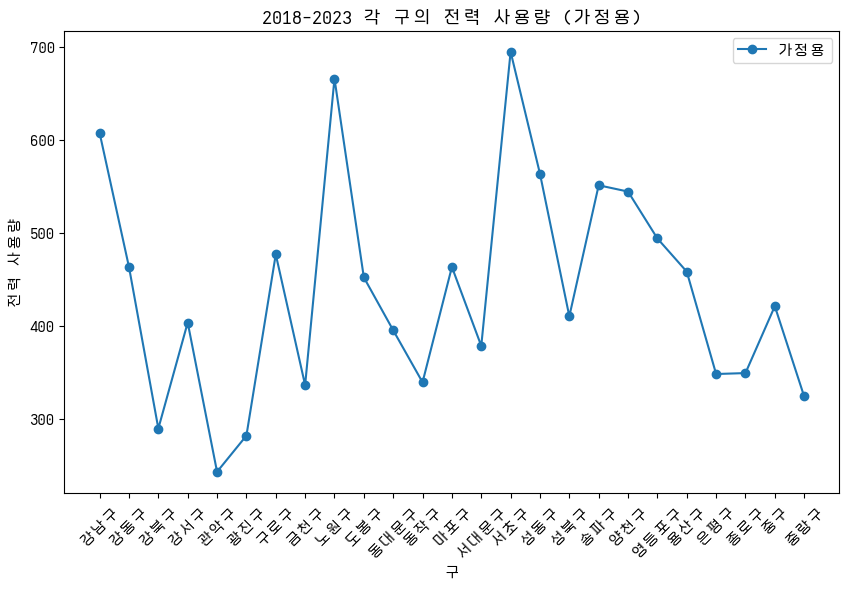 2018-2023 각 구의 전력 사용량 (가정용)
가정용
전력 사용량
700
600
500
400
300
강남구
강동구
강북구
강서구
관악구
광진구
구로구
금천구
노원구
도봉구
동대문구
동작구
마포구
서대문구
서초구
성동구
성북구
송파구
양천구
영등포구
용산구
은평구
종로구
중구
중랑구
구